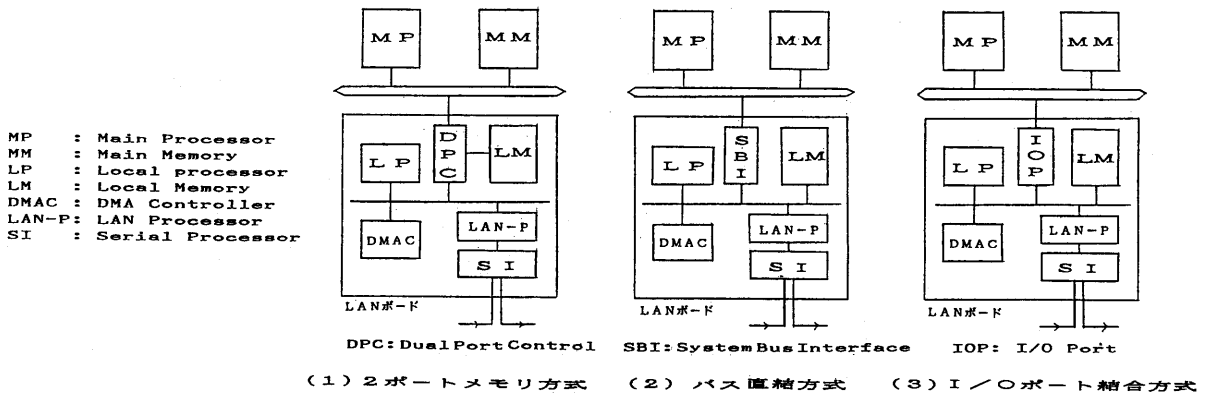 MP : Main Processor
MM : Main Memory
LP : Local processor
LM : Local Memory
DMAC : DMA Controller
LAN-P : LAN Processor
SI : Serial Processor
MP
MM
DPC
LP
LM
DMAC
LAN-P
SI
LANボード
DPC: Dual Port Control
(1)2ポートメモリ方式
MP
MM
SBI
LP
LM
DMAC
LAN-P
SI
LANボード
SBI: System Bus Interface
(2) バス直結方式
MP
MM
IOP
LP
LM
DMAC
LAN-P
SI
LANボード
IOP: I/O Port
(3)I/Oポート結合方式